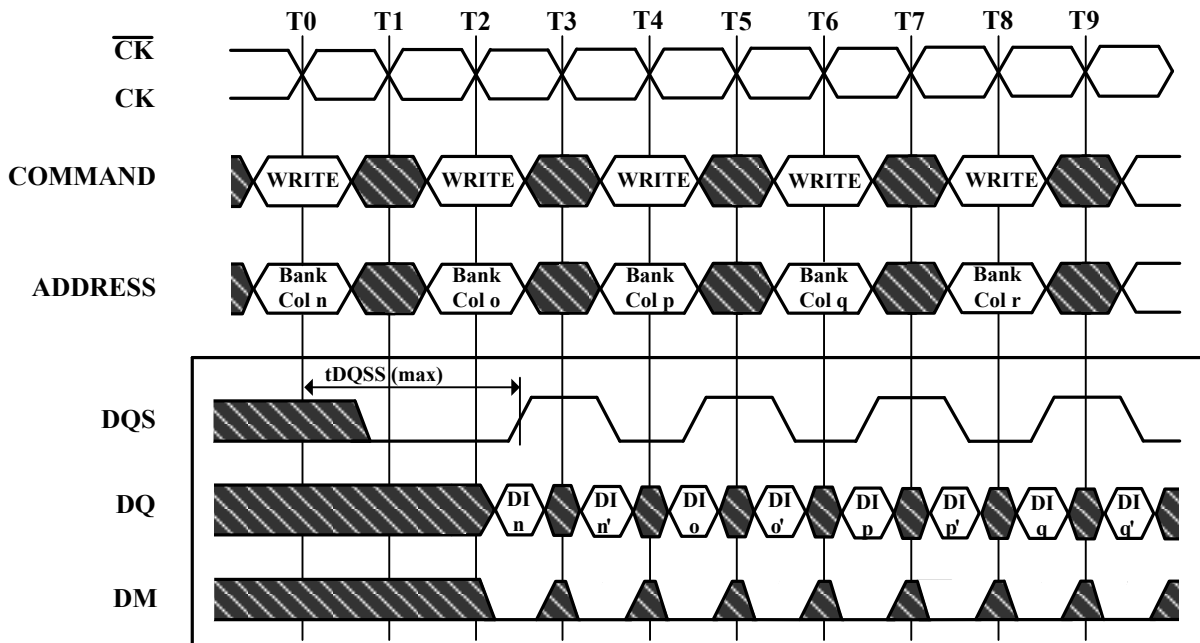 T0 T1 T2 T3 T4 T5 T6 T7 T8 T9
CK
CK
COMMAND
WRITE WRITE WRITE WRITE WRITE
ADDRESS
Bank Bank Bank Bank Bank
Col n Col o Col p Col q Col r
tDQSS (max)
DQS
DQ
DI DI DI DI DI DI DI DI
n n' o o' p p' q q'
DM